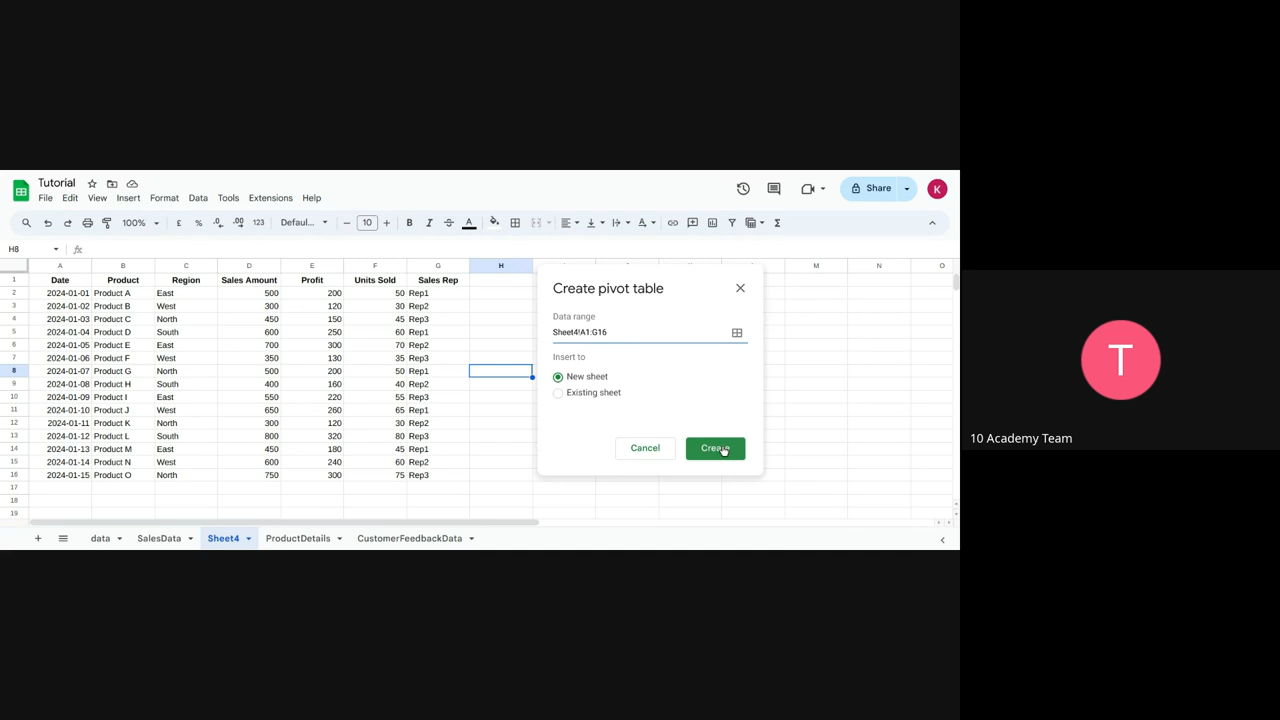 Tutorial
File Edit View Insert Format Data Tools Extensions Help
Share
K
100% £ % .0 .00 123 Defaul... 10 B I A
H8
A B C D E F G H M N O
1 Date Product Region Sales Amount Profit Units Sold Sales Rep
2 2024-01-01 Product A East 500 200 50 Rep1
3 2024-01-02 Product B West 300 120 30 Rep2
4 2024-01-03 Product C North 450 150 45 Rep3
5 2024-01-04 Product D South 600 250 60 Rep1
6 2024-01-05 Product E East 700 300 70 Rep2
7 2024-01-06 Product F West 350 130 35 Rep3
8 2024-01-07 Product G North 500 200 50 Rep1
9 2024-01-08 Product H South 400 160 40 Rep2
10 2024-01-09 Product I East 550 220 55 Rep3
11 2024-01-10 Product J West 650 260 65 Rep1
12 2024-01-11 Product K North 300 120 30 Rep2
13 2024-01-12 Product L South 800 320 80 Rep3
14 2024-01-13 Product M East 450 180 45 Rep1
15 2024-01-14 Product N West 600 240 60 Rep2
16 2024-01-15 Product O North 750 300 75 Rep3
17
18
19
Create pivot table
Data range
Sheet4!A1:G16
Insert to
New sheet
Existing sheet
Cancel Create
data SalesData Sheet4 ProductDetails CustomerFeedbackData
T
10 Academy Team